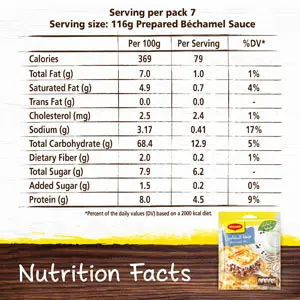 Serving per pack 7
Serving size: 116g Prepared Béchamel Sauce
Per 100g Per Serving %DV*
Calories 369 79
Total Fat (g) 7.0 1.0 1%
Saturated Fat (g) 4.9 0.7 4%
Trans Fat (g) 0.0 0.0 -
Cholesterol (mg) 2.5 2.4 1%
Sodium (g) 3.17 0.41 17%
Total Carbohydrate (g) 68.4 12.9 5%
Dietary Fiber (g) 2.0 0.2 1%
Total Sugar (g) 7.9 6.2 -
Added Sugar (g) 1.5 0.2 0%
Protein (g) 8.0 4.5 9%
*Percent of the daily values (DV) based on a 2000 kcal diet.
MAGGI
Nutrition Facts